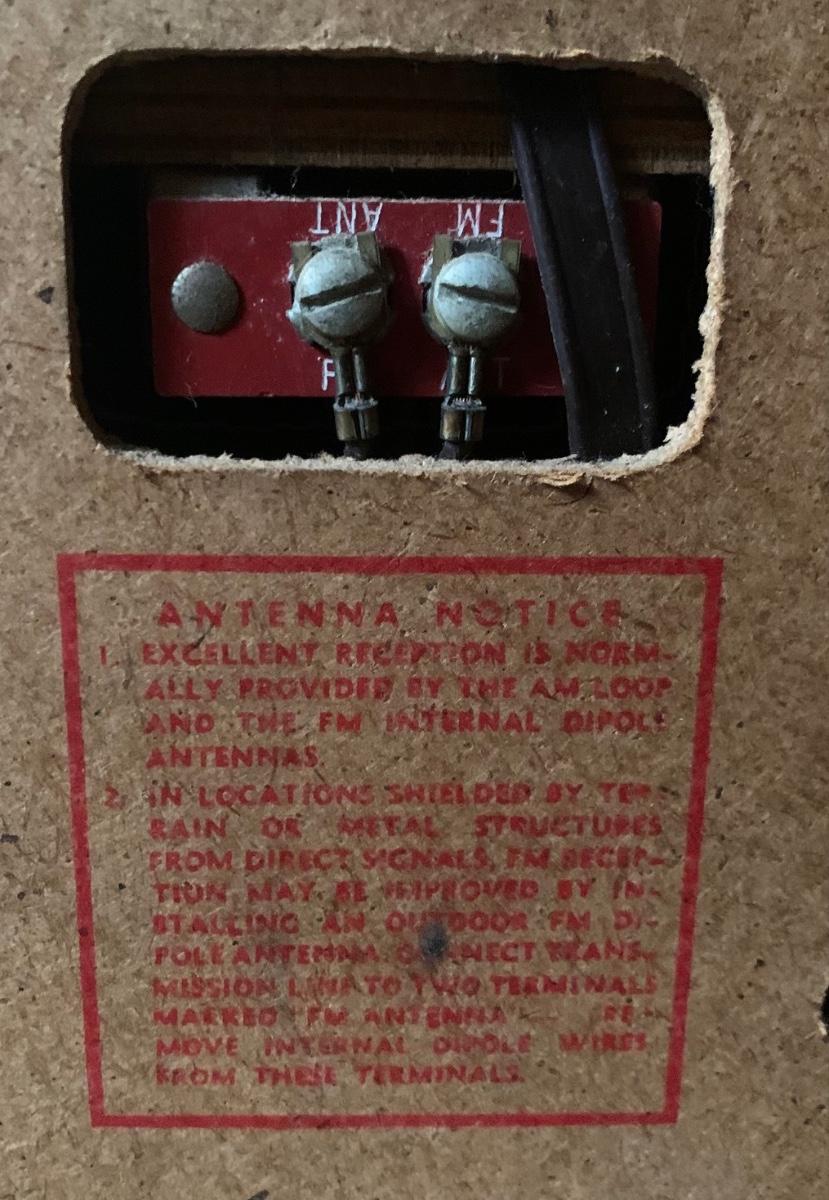 FM ANT
F T
ANTENNA NOTICE
1. EXCELLENT RECEPTION IS NORM-
ALLY PROVIDED BY THE AM LOOP
AND THE FM INTERNAL DIPOLE
ANTENNAS.
2. IN LOCATIONS SHIELDED BY TER-
RAIN OR METAL STRUCTURES
FROM DIRECT SIGNALS, FM RECEP-
TION MAY BE IMPROVED BY IN-
STALLING AN OUTDOOR FM DI-
POLE ANTENNA. CONNECT TRANS-
MISSION LINE TO TWO TERMINALS
MARKED "FM ANTENNA" — RE-
MOVE INTERNAL DIPOLE WIRES
FROM THESE TERMINALS.